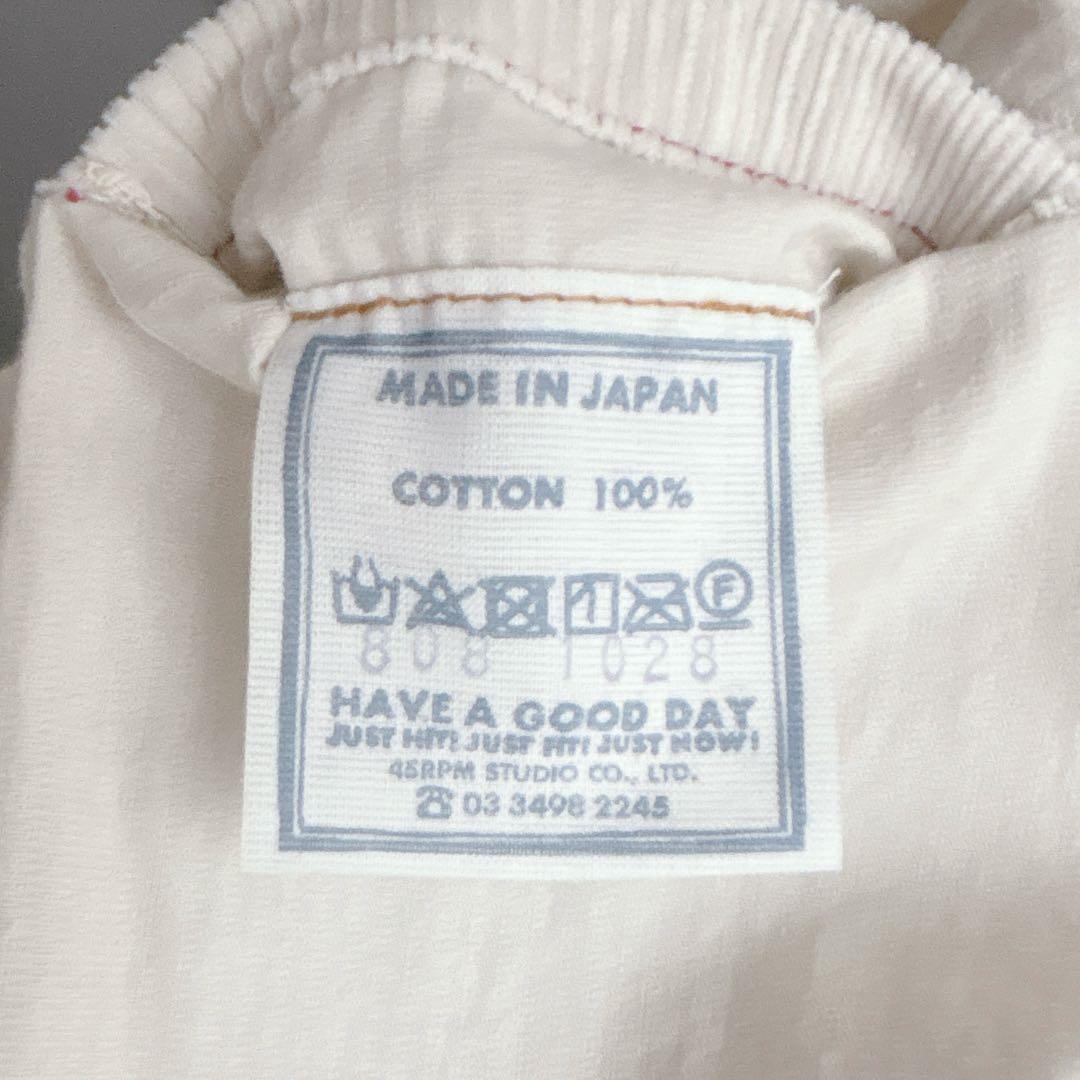 MADE IN JAPAN
COTTON 100%
F
808 1028
HAVE A GOOD DAY
JUST HIT! JUST FIT! JUST NOW!
45RPM STUDIO CO., LTD.
☎ 03 3498 2245